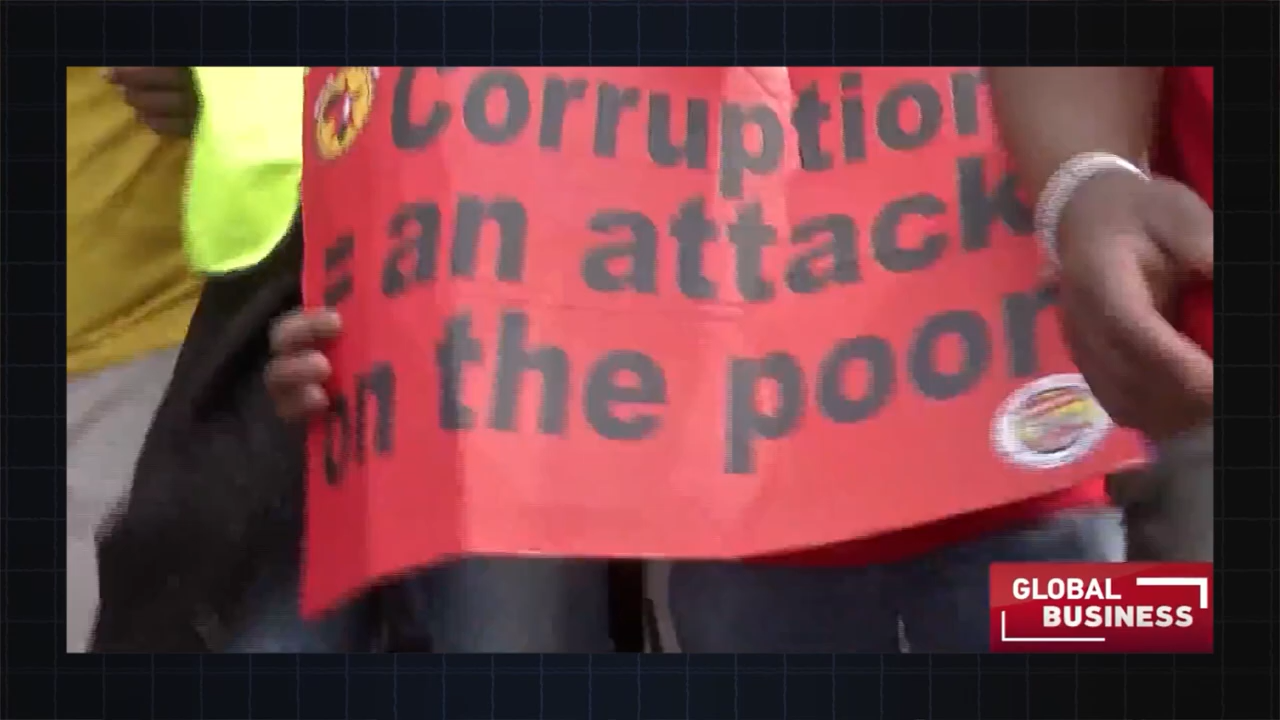 Corruption
= an attack
on the poor
GLOBAL
BUSINESS